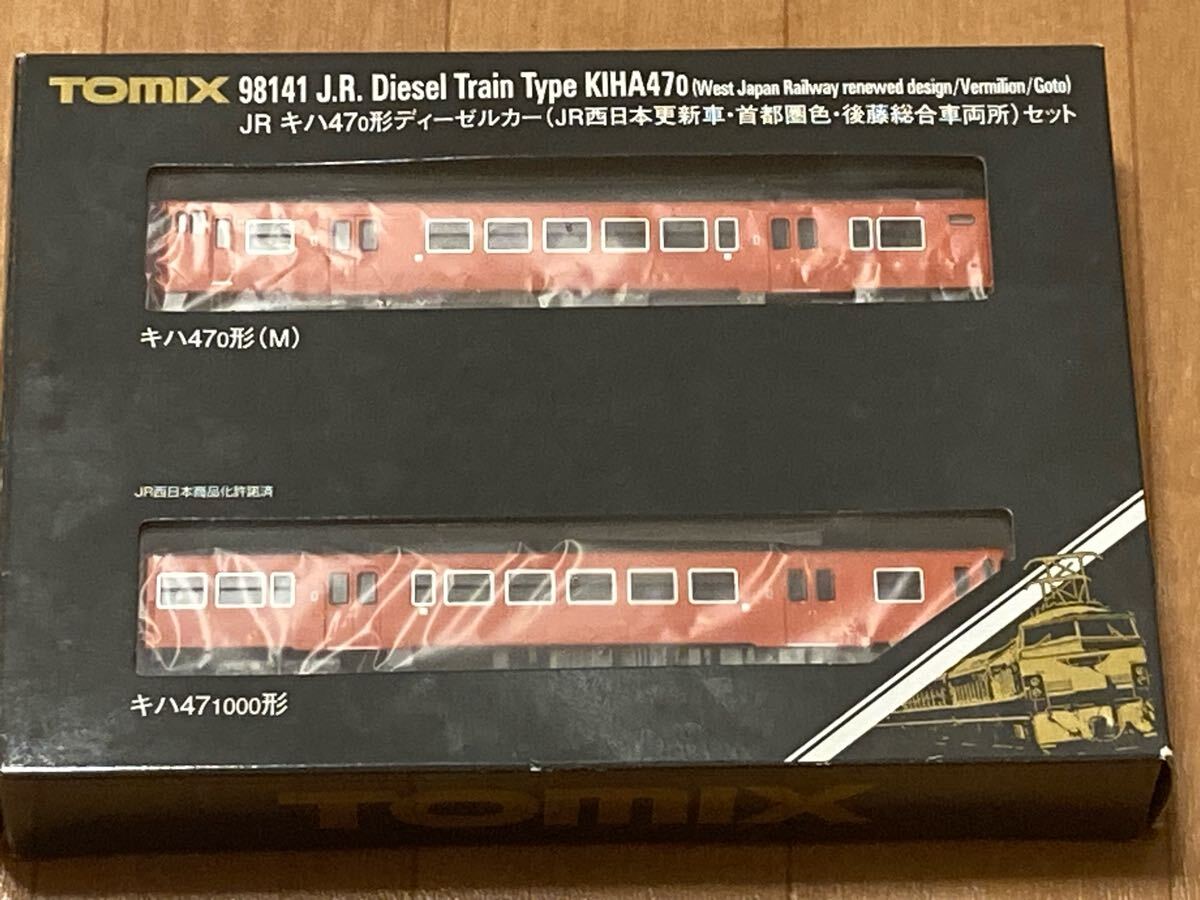 TOMIX 98141 J.R. Diesel Train Type KIHA470 (West Japan Railway renewed design/Vermilion/Goto)
JR キハ470形ディーゼルカー(JR西日本更新車・首都圏色・後藤総合車両所)セット
キハ470形(M)
JR西日本商品化許諾済
キハ471000形
TOMIX